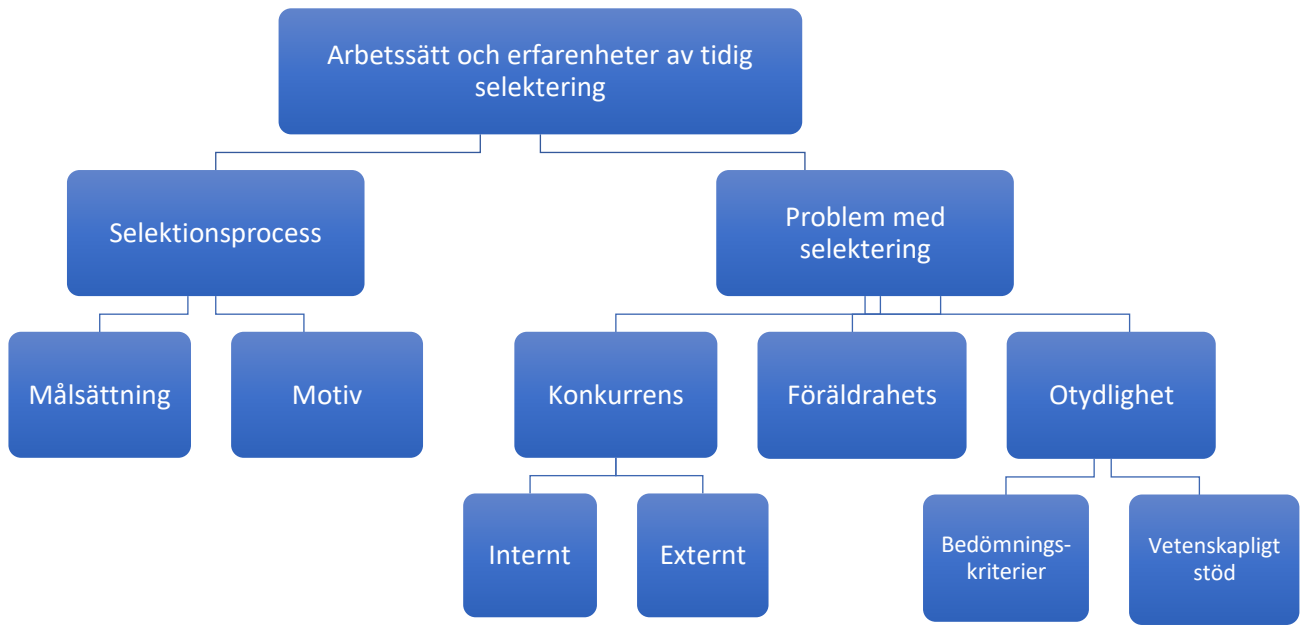 Arbetssätt och erfarenheter av tidig
selektering
Selektionsprocess
Problem med
selektering
Målsättning
Motiv
Konkurrens
Föräldrahets
Otydlighet
Internt
Externt
Bedömnings-
kriterier
Vetenskapligt
stöd